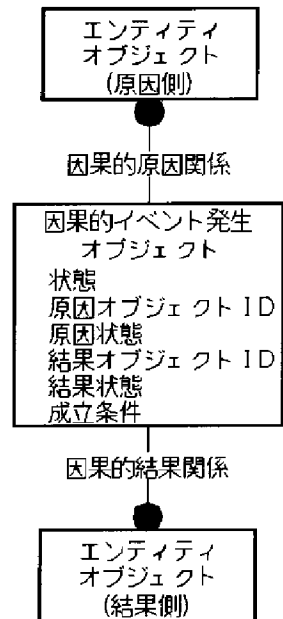 エンティティ
オブジェクト
(原因側)
因果的原因関係
因果的イベント発生
オブジェクト
状態
原因オブジェクトID
原因状態
結果オブジェクトID
結果状態
成立条件
因果的結果関係
エンティティ
オブジェクト
(結果側)